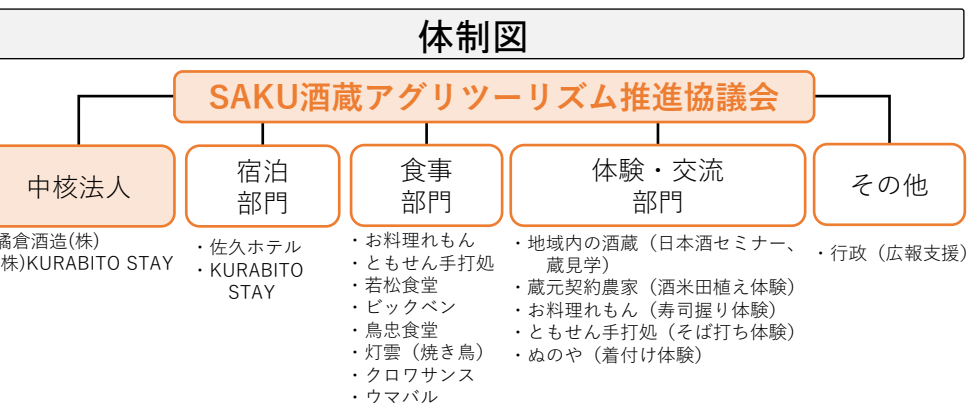 体制図
SAKU酒蔵アグリツーリズム推進協議会
中核法人
橘倉酒造(株)
(株)KURABITO STAY
宿泊
部門
・佐久ホテル
・KURABITO
STAY
食事
部門
・お料理れもん
・ともせん手打処
・若松食堂
・ビックベン
・鳥忠食堂
・灯雲（焼き鳥）
・クロワサンス
・ウマバル
体験・交流
部門
・地域内の酒蔵（日本酒セミナー、
蔵見学）
・蔵元契約農家（酒米田植え体験）
・お料理れもん（寿司握り体験）
・ともせん手打処（そば打ち体験）
・ぬのや（着付け体験）
その他
・行政（広報支援）